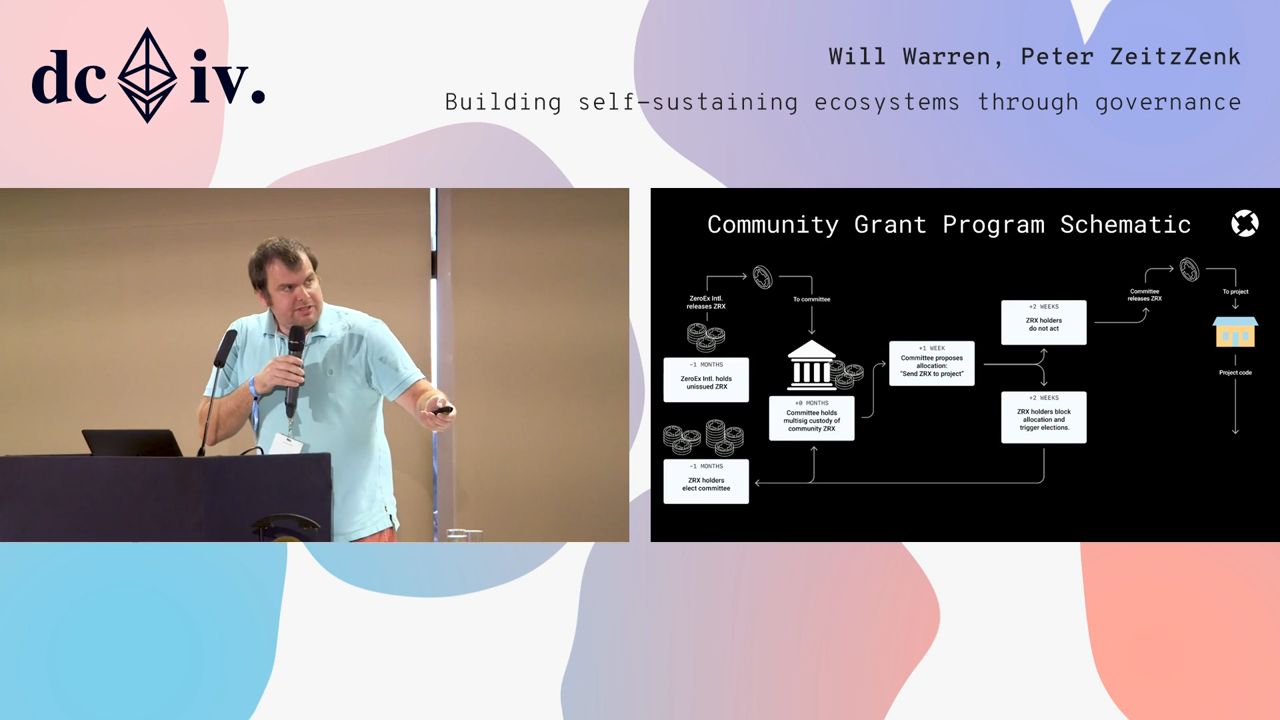 dc iv.
Will Warren, Peter ZeitzZenk
Building self-sustaining ecosystems through governance
Community Grant Program Schematic
ZeroEx Intl.
releases ZRX
To committee
-1 MONTHS
ZeroEx Intl. holds
unissued ZRX
-1 MONTHS
ZRX holders
elect committee
+0 MONTHS
Committee holds
multisig custody of
community ZRX
+1 WEEK
Committee proposes
allocation:
"Send ZRX to project"
+2 WEEKS
ZRX holders
do not act
+2 WEEKS
ZRX holders block
allocation and
trigger elections.
Committee
releases ZRX
To project
Project code